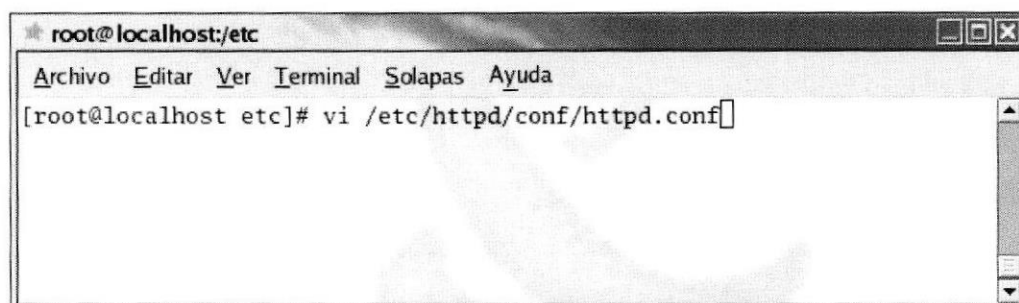 root@localhost:/etc
Archivo Editar Ver Terminal Solapas Ayuda
[root@localhost etc]# vi /etc/httpd/conf/httpd.conf